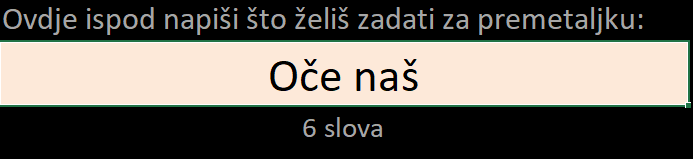 Ovdje ispod napiši što želiš zadati za premetaljku:
Oče naš
6 slova